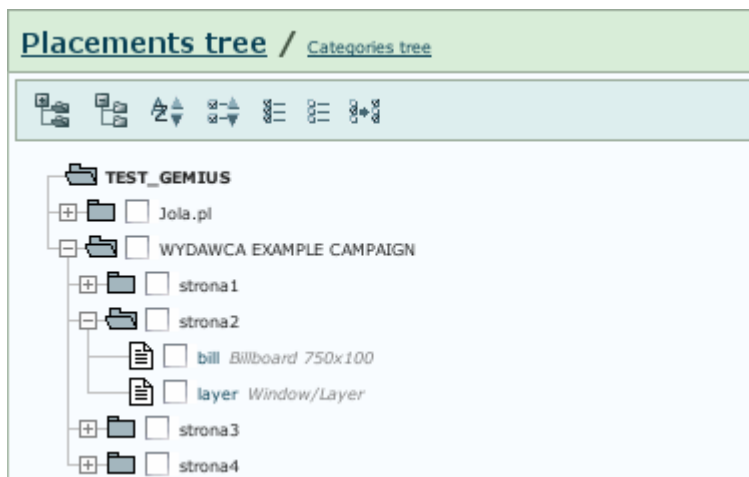 Placements tree / Categories tree
TEST_GEMIUS
Jola.pl
WYDAWCA EXAMPLE CAMPAIGN
strona1
strona2
bill Billboard 750x100
layer Window/Layer
strona3
strona4